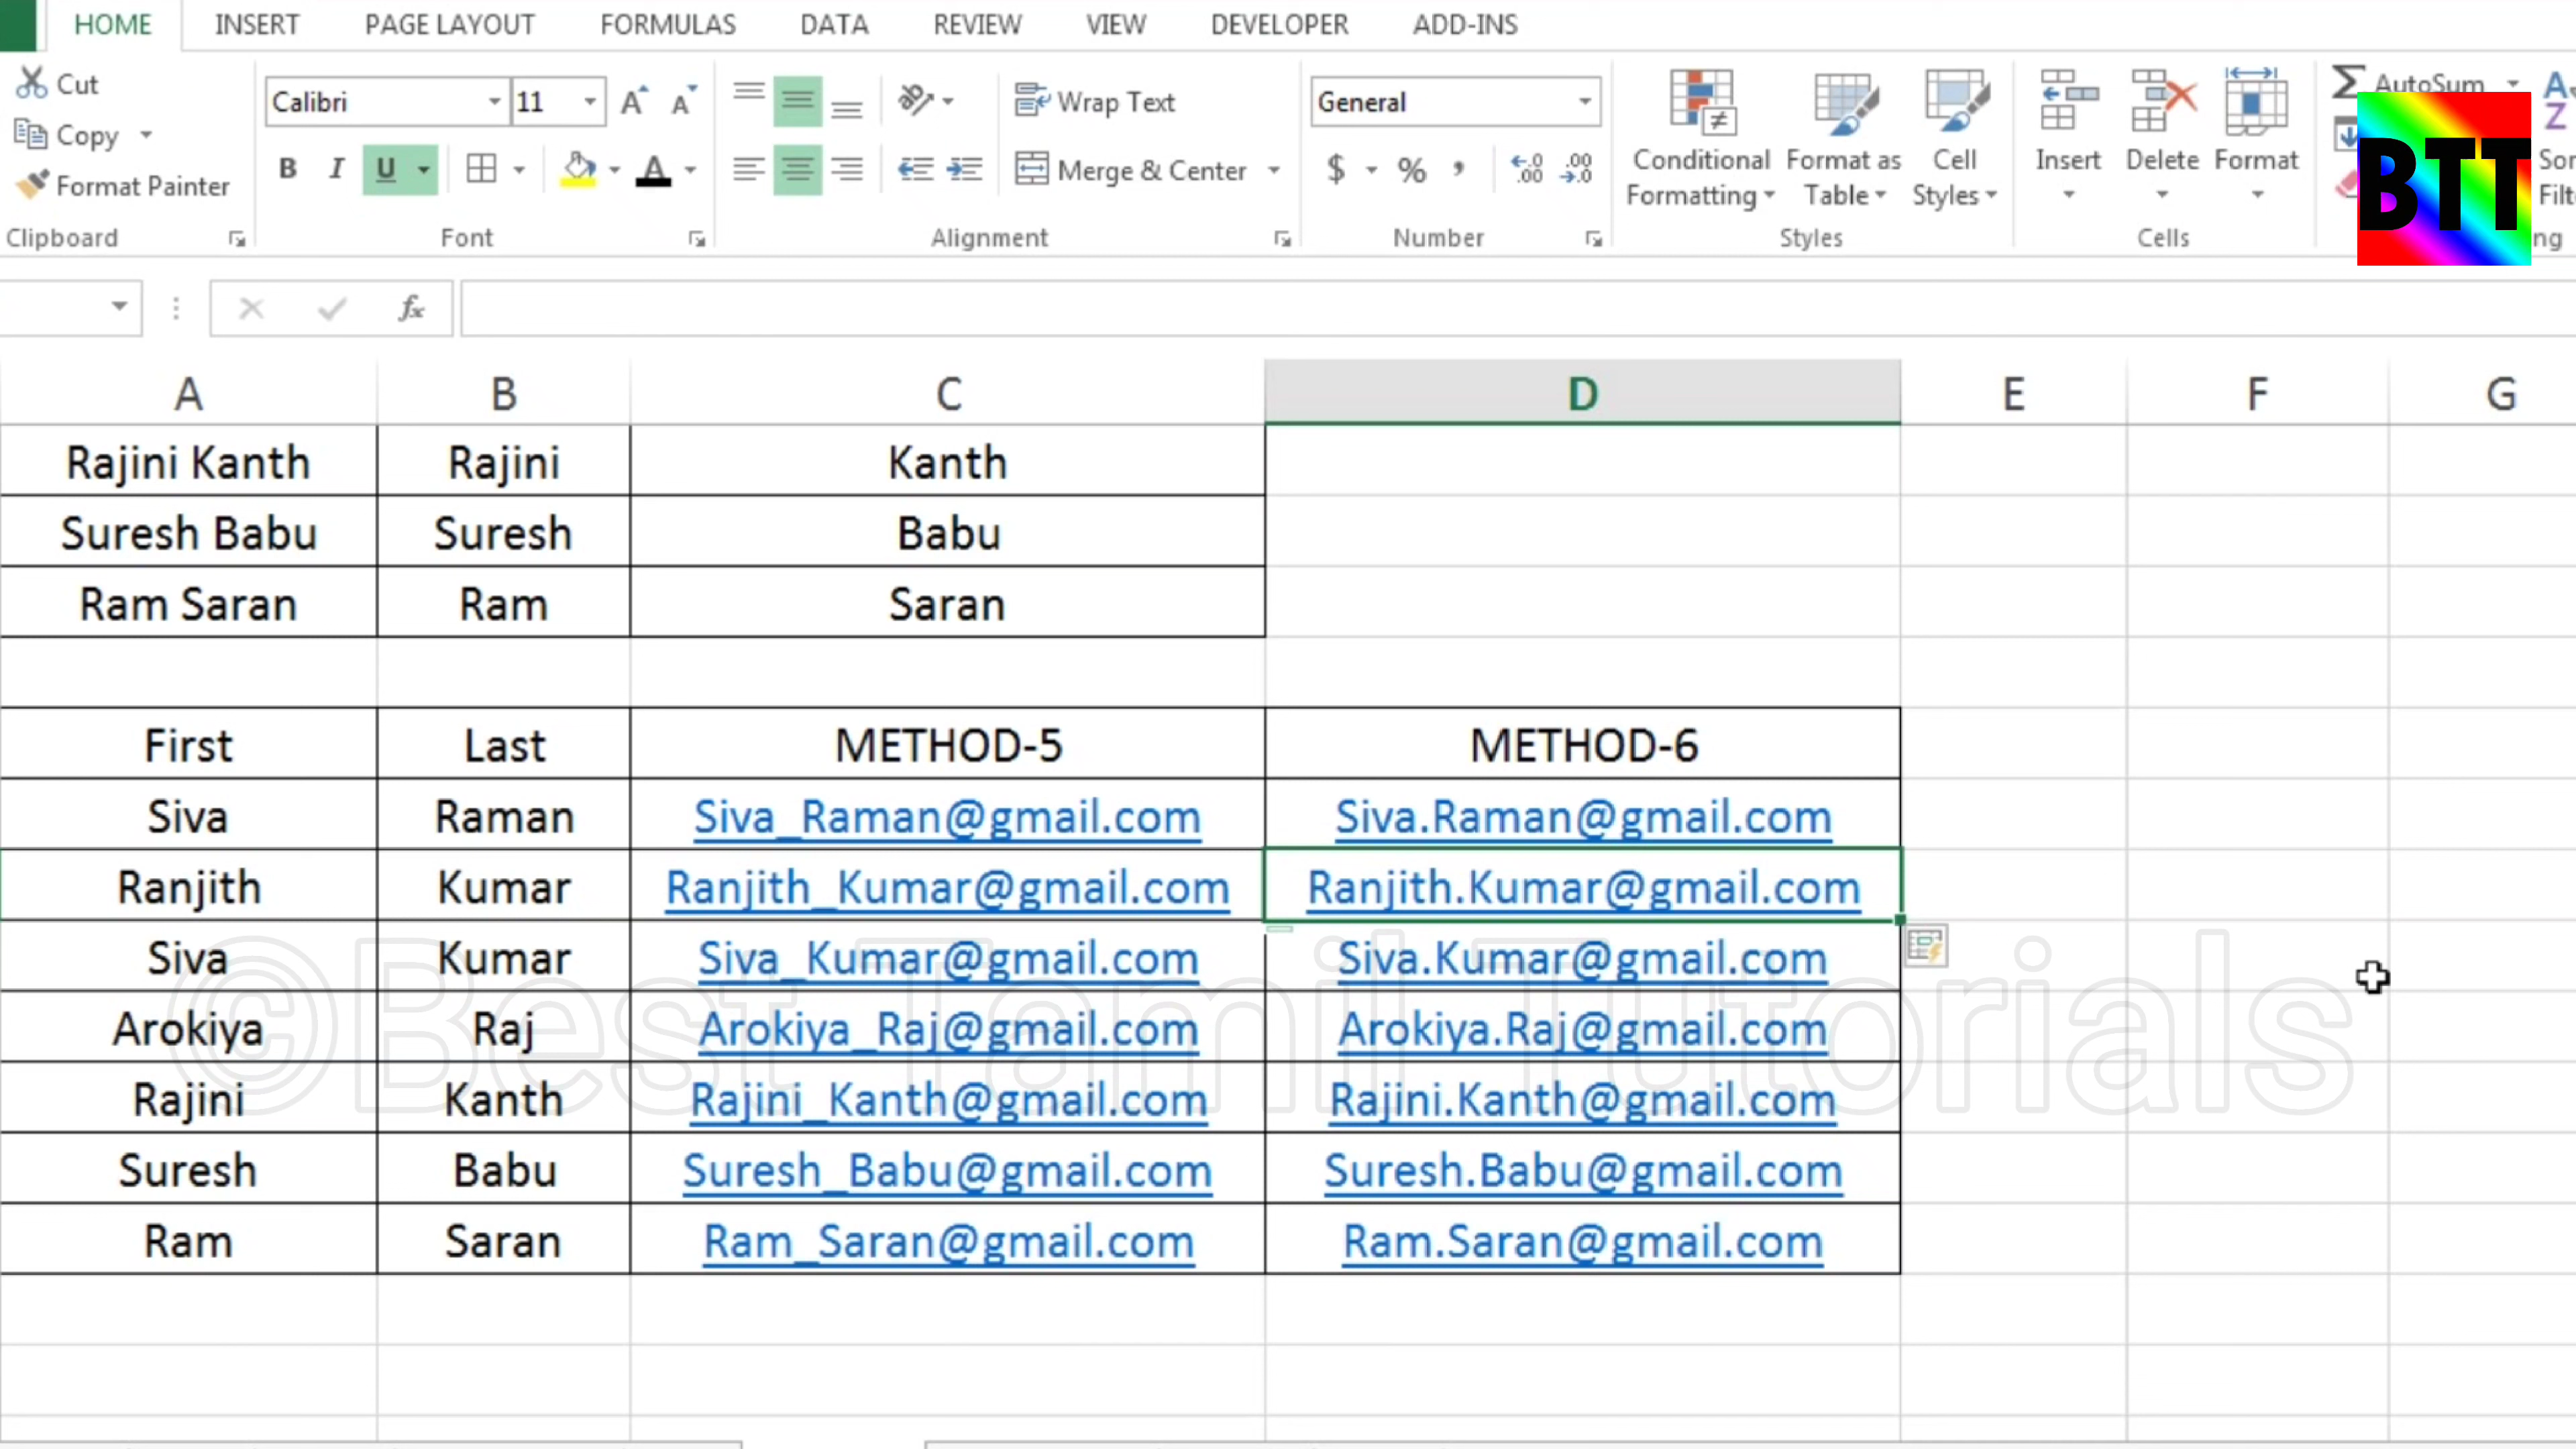 HOME INSERT PAGE LAYOUT FORMULAS DATA REVIEW VIEW DEVELOPER ADD-INS
Cut
Copy
Format Painter
Clipboard
Calibri 11
B I U
Font
Wrap Text
Merge & Center
Alignment
General
$ % ,
Number
Conditional Formatting
Format as Table
Cell Styles
Styles
Insert Delete Format
Cells
AutoSum
BTT
fx
A B C D E F G
Rajini Kanth Rajini Kanth
Suresh Babu Suresh Babu
Ram Saran Ram Saran
First Last METHOD-5 METHOD-6
Siva Raman Siva_Raman@gmail.com Siva.Raman@gmail.com
Ranjith Kumar Ranjith_Kumar@gmail.com Ranjith.Kumar@gmail.com
Siva Kumar Siva_Kumar@gmail.com Siva.Kumar@gmail.com
Arokiya Raj Arokiya_Raj@gmail.com Arokiya.Raj@gmail.com
Rajini Kanth Rajini_Kanth@gmail.com Rajini.Kanth@gmail.com
Suresh Babu Suresh_Babu@gmail.com Suresh.Babu@gmail.com
Ram Saran Ram_Saran@gmail.com Ram.Saran@gmail.com
©Best Tamil Tutorials